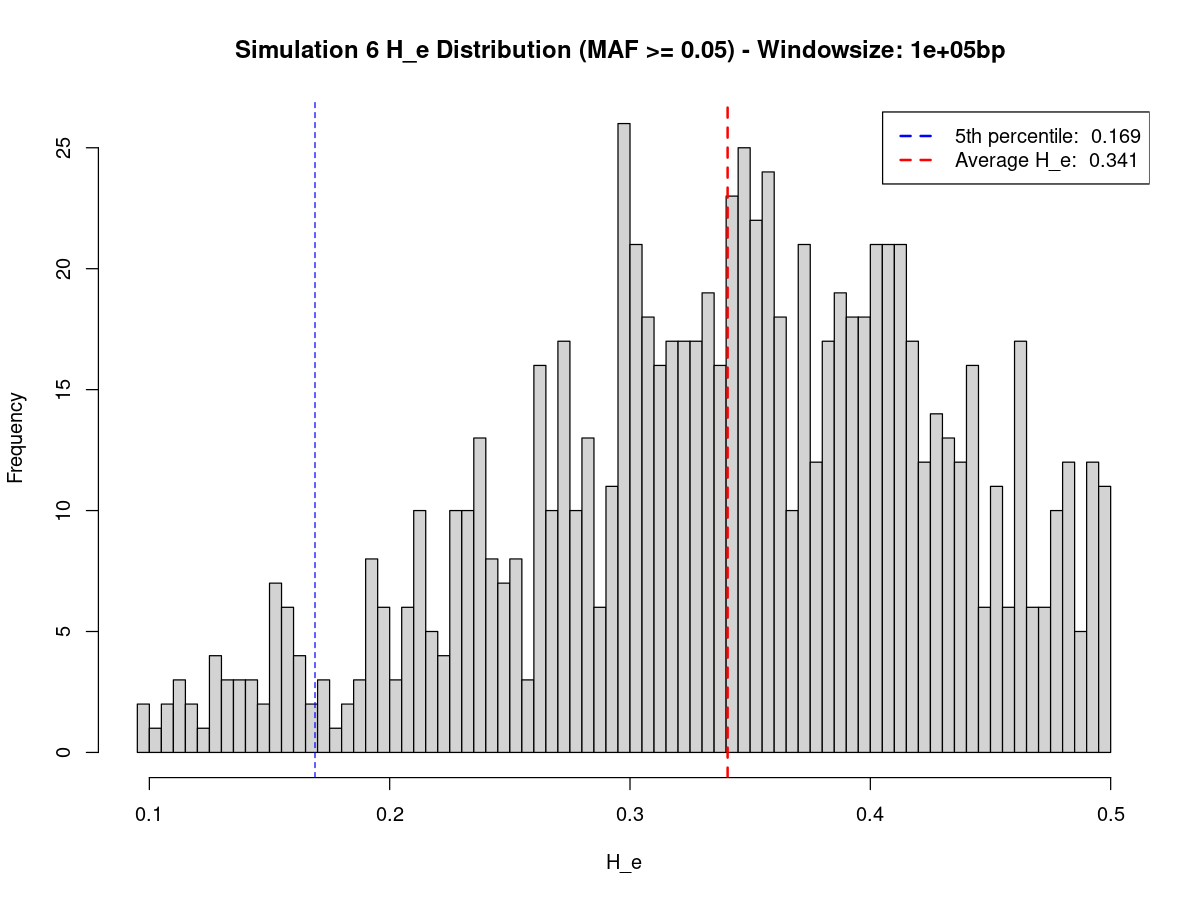 Simulation 6 H_e Distribution (MAF >= 0.05) - Windowsize: 1e+05bp
5th percentile:  0.169
Average H_e:  0.341
Frequency
25
20
15
10
5
0
0.1 0.2 0.3 0.4 0.5
H_e